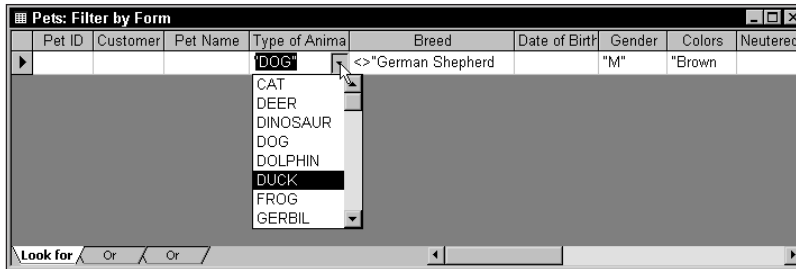 Pets: Filter by Form
Pet ID Customer Pet Name Type of Anima Breed Date of Birth Gender Colors Neutered
"DOG" <>"German Shepherd "M" "Brown
CAT
DEER
DINOSAUR
DOG
DOLPHIN
DUCK
FROG
GERBIL
Look for Or Or